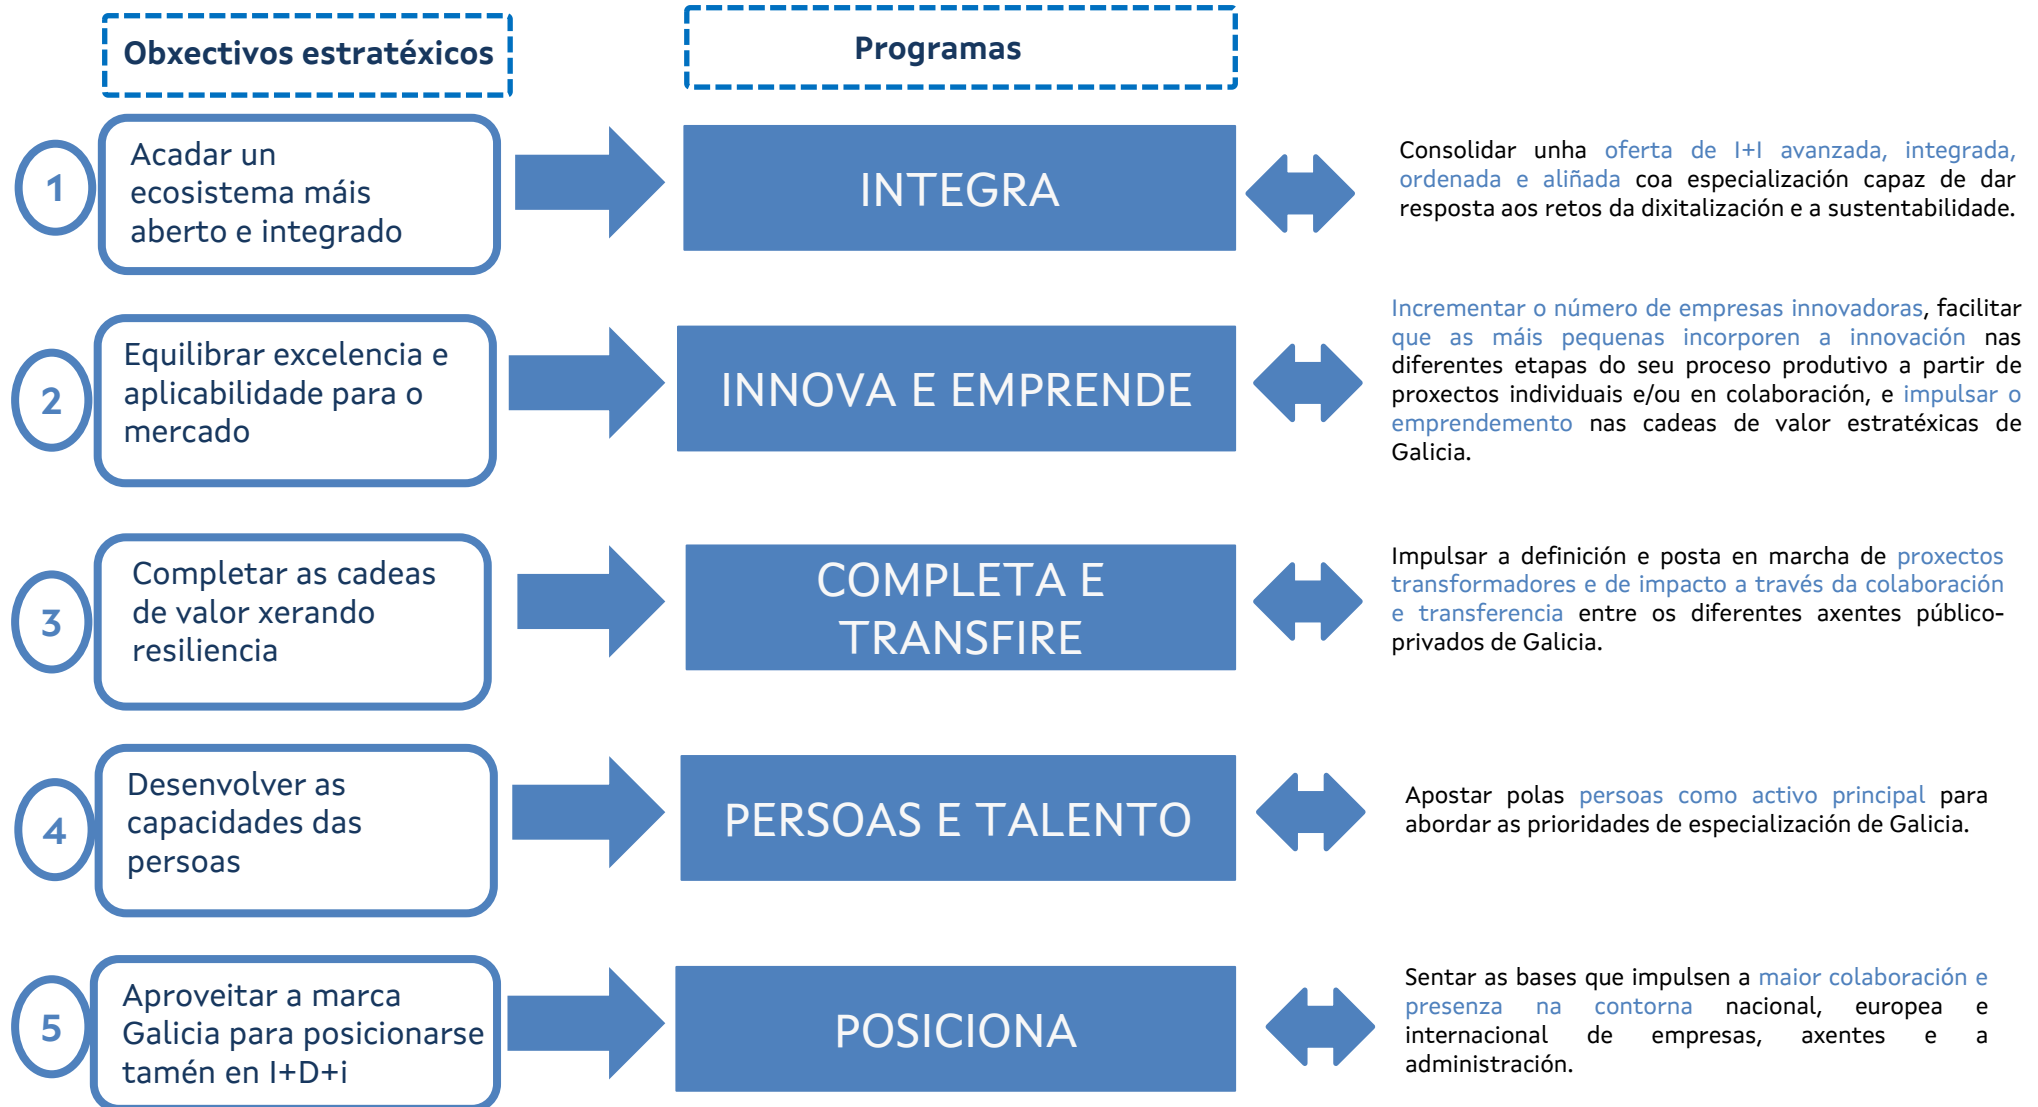 Obxectivos estratéxicos
Programas
1
Acadar un
ecosistema máis
aberto e integrado
INTEGRA
Consolidar unha oferta de I+I avanzada, integrada,
ordenada e aliñada coa especialización capaz de dar
resposta aos retos da dixitalización e a sustentabilidade.
2
Equilibrar excelencia e
aplicabilidade para o
mercado
INNOVA E EMPRENDE
Incrementar o número de empresas innovadoras, facilitar
que as máis pequenas incorporen a innovación nas
diferentes etapas do seu proceso produtivo a partir de
proxectos individuais e/ou en colaboración, e impulsar o
emprendemento nas cadeas de valor estratéxicas de
Galicia.
3
Completar as cadeas
de valor xerando
resiliencia
COMPLETA E
TRANSFIRE
Impulsar a definición e posta en marcha de proxectos
transformadores e de impacto a través da colaboración
e transferencia entre os diferentes axentes público-
privados de Galicia.
4
Desenvolver as
capacidades das
persoas
PERSOAS E TALENTO
Apostar polas persoas como activo principal para
abordar as prioridades de especialización de Galicia.
5
Aproveitar a marca
Galicia para posicionarse
tamén en I+D+i
POSICIONA
Sentar as bases que impulsen a maior colaboración e
presenza na contorna nacional, europea e
internacional de empresas, axentes e a
administración.